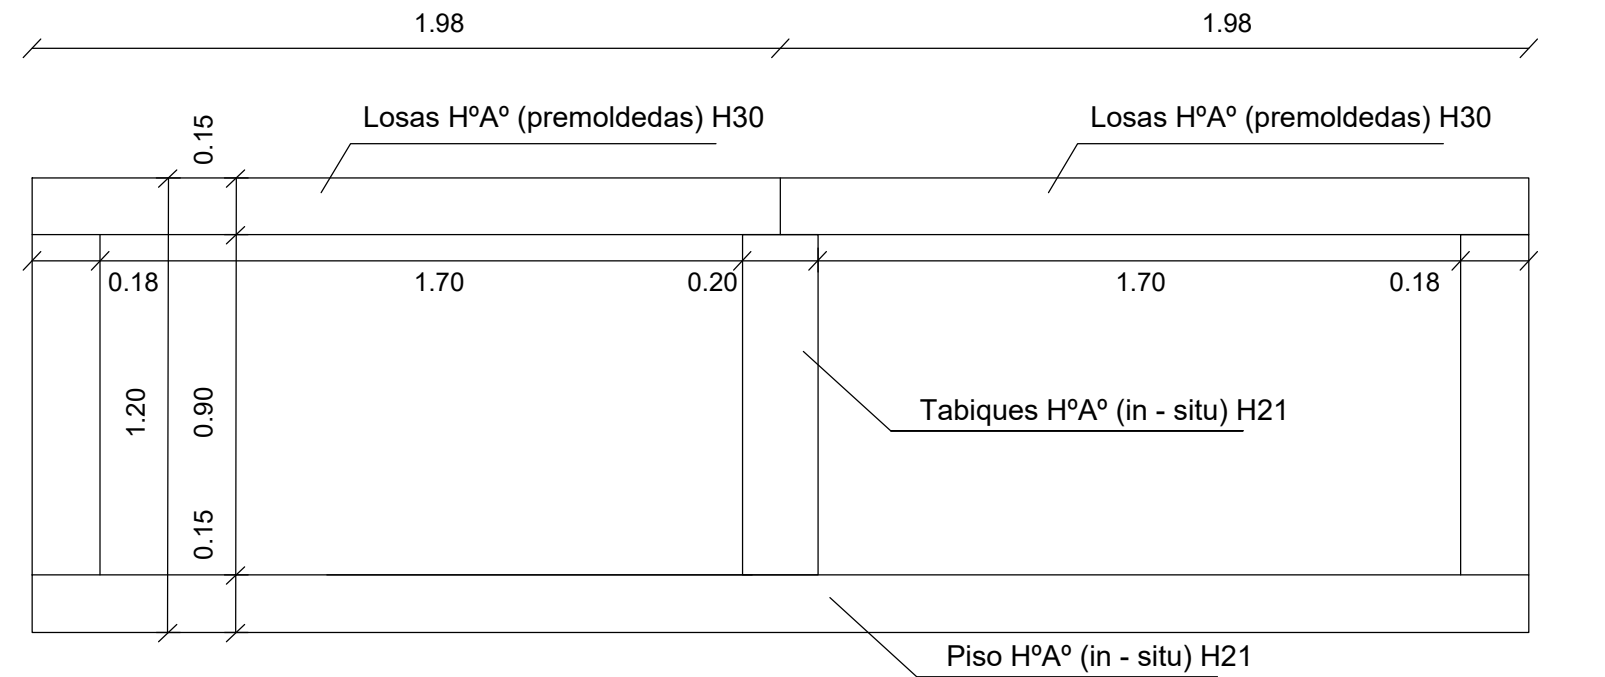 1.98
1.98
Losas HºAº (premoldedas) H30
Losas HºAº (premoldedas) H30
0.15
0.18
1.70
0.20
1.70
0.18
1.20
0.90
Tabiques HºAº (in - situ) H21
0.15
Piso HºAº (in - situ) H21